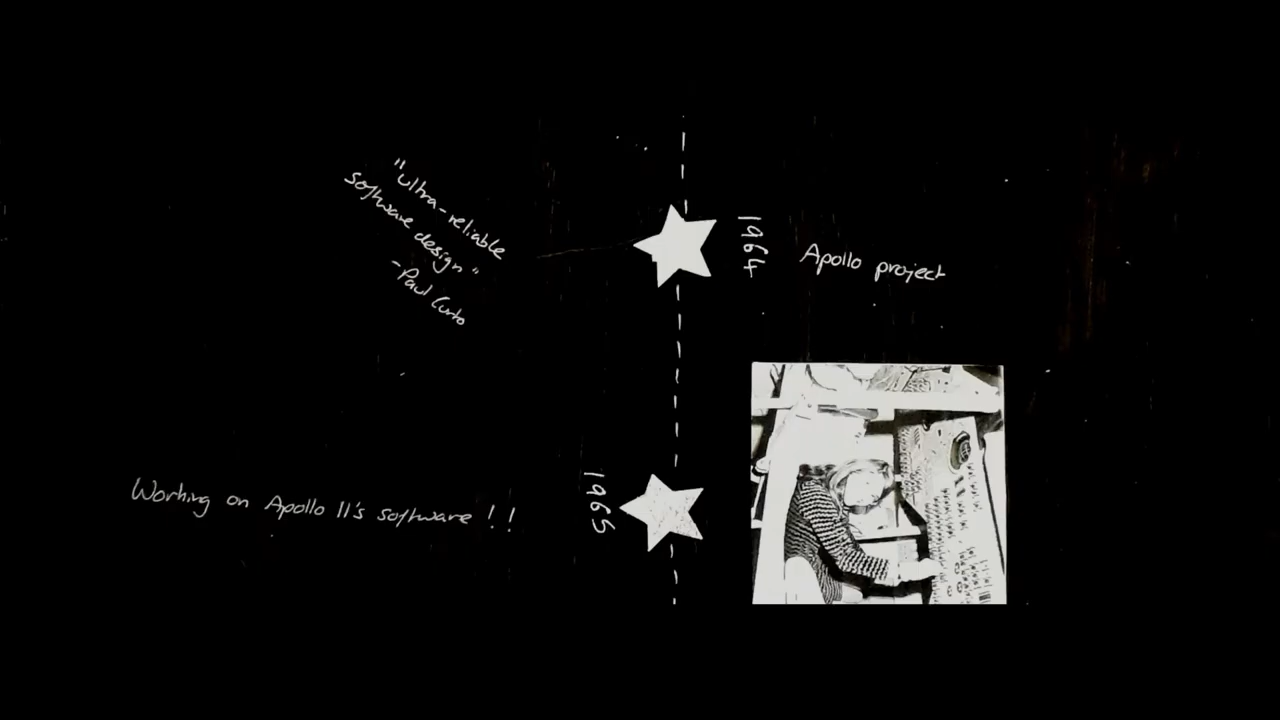 "ultra-reliable
software design"
-Paul Curto
1964
Apollo project
1965
Working on Apollo 11's software!!